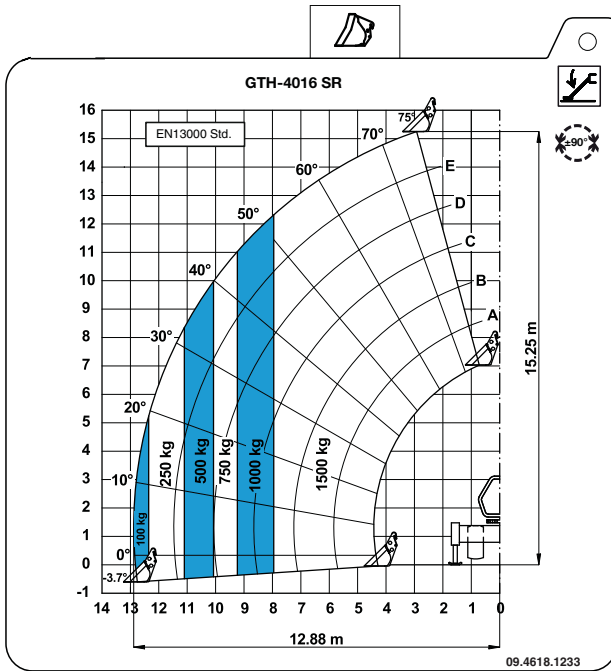 GTH-4016 SR
EN13000 Std.
±90°
16
15
14
13
12
11
10
9
8
7
6
5
4
3
2
1
0
-1
75°
70°
60°
50°
40°
30°
20°
10°
0°
-3.7°
E
D
C
B
A
100 kg
250 kg
500 kg
750 kg
1000 kg
1500 kg
15.25 m
14 13 12 11 10 9 8 7 6 5 4 3 2 1 0
12.88 m
09.4618.1233